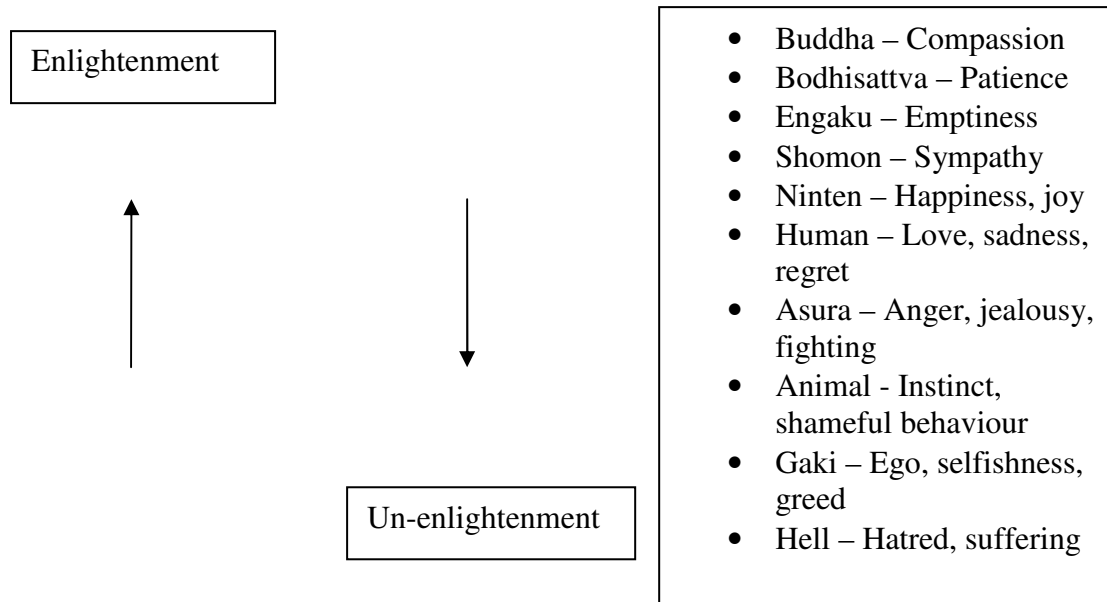 Enlightenment
Un-enlightenment
• Buddha – Compassion
• Bodhisattva – Patience
• Engaku – Emptiness
• Shomon – Sympathy
• Ninten – Happiness, joy
• Human – Love, sadness,
regret
• Asura – Anger, jealousy,
fighting
• Animal - Instinct,
shameful behaviour
• Gaki – Ego, selfishness,
greed
• Hell – Hatred, suffering